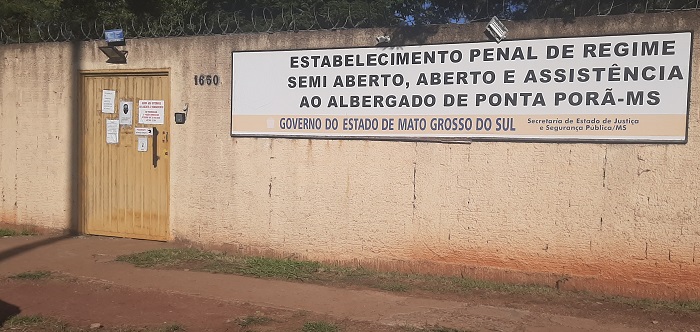 1660
ESTABELECIMENTO PENAL DE REGIME
SEMI ABERTO, ABERTO E ASSISTÊNCIA
AO ALBERGADO DE PONTA PORÃ-MS
GOVERNO DO ESTADO DE MATO GROSSO DO SUL
Secretaria de Estado de Justiça
e Segurança Pública/MS